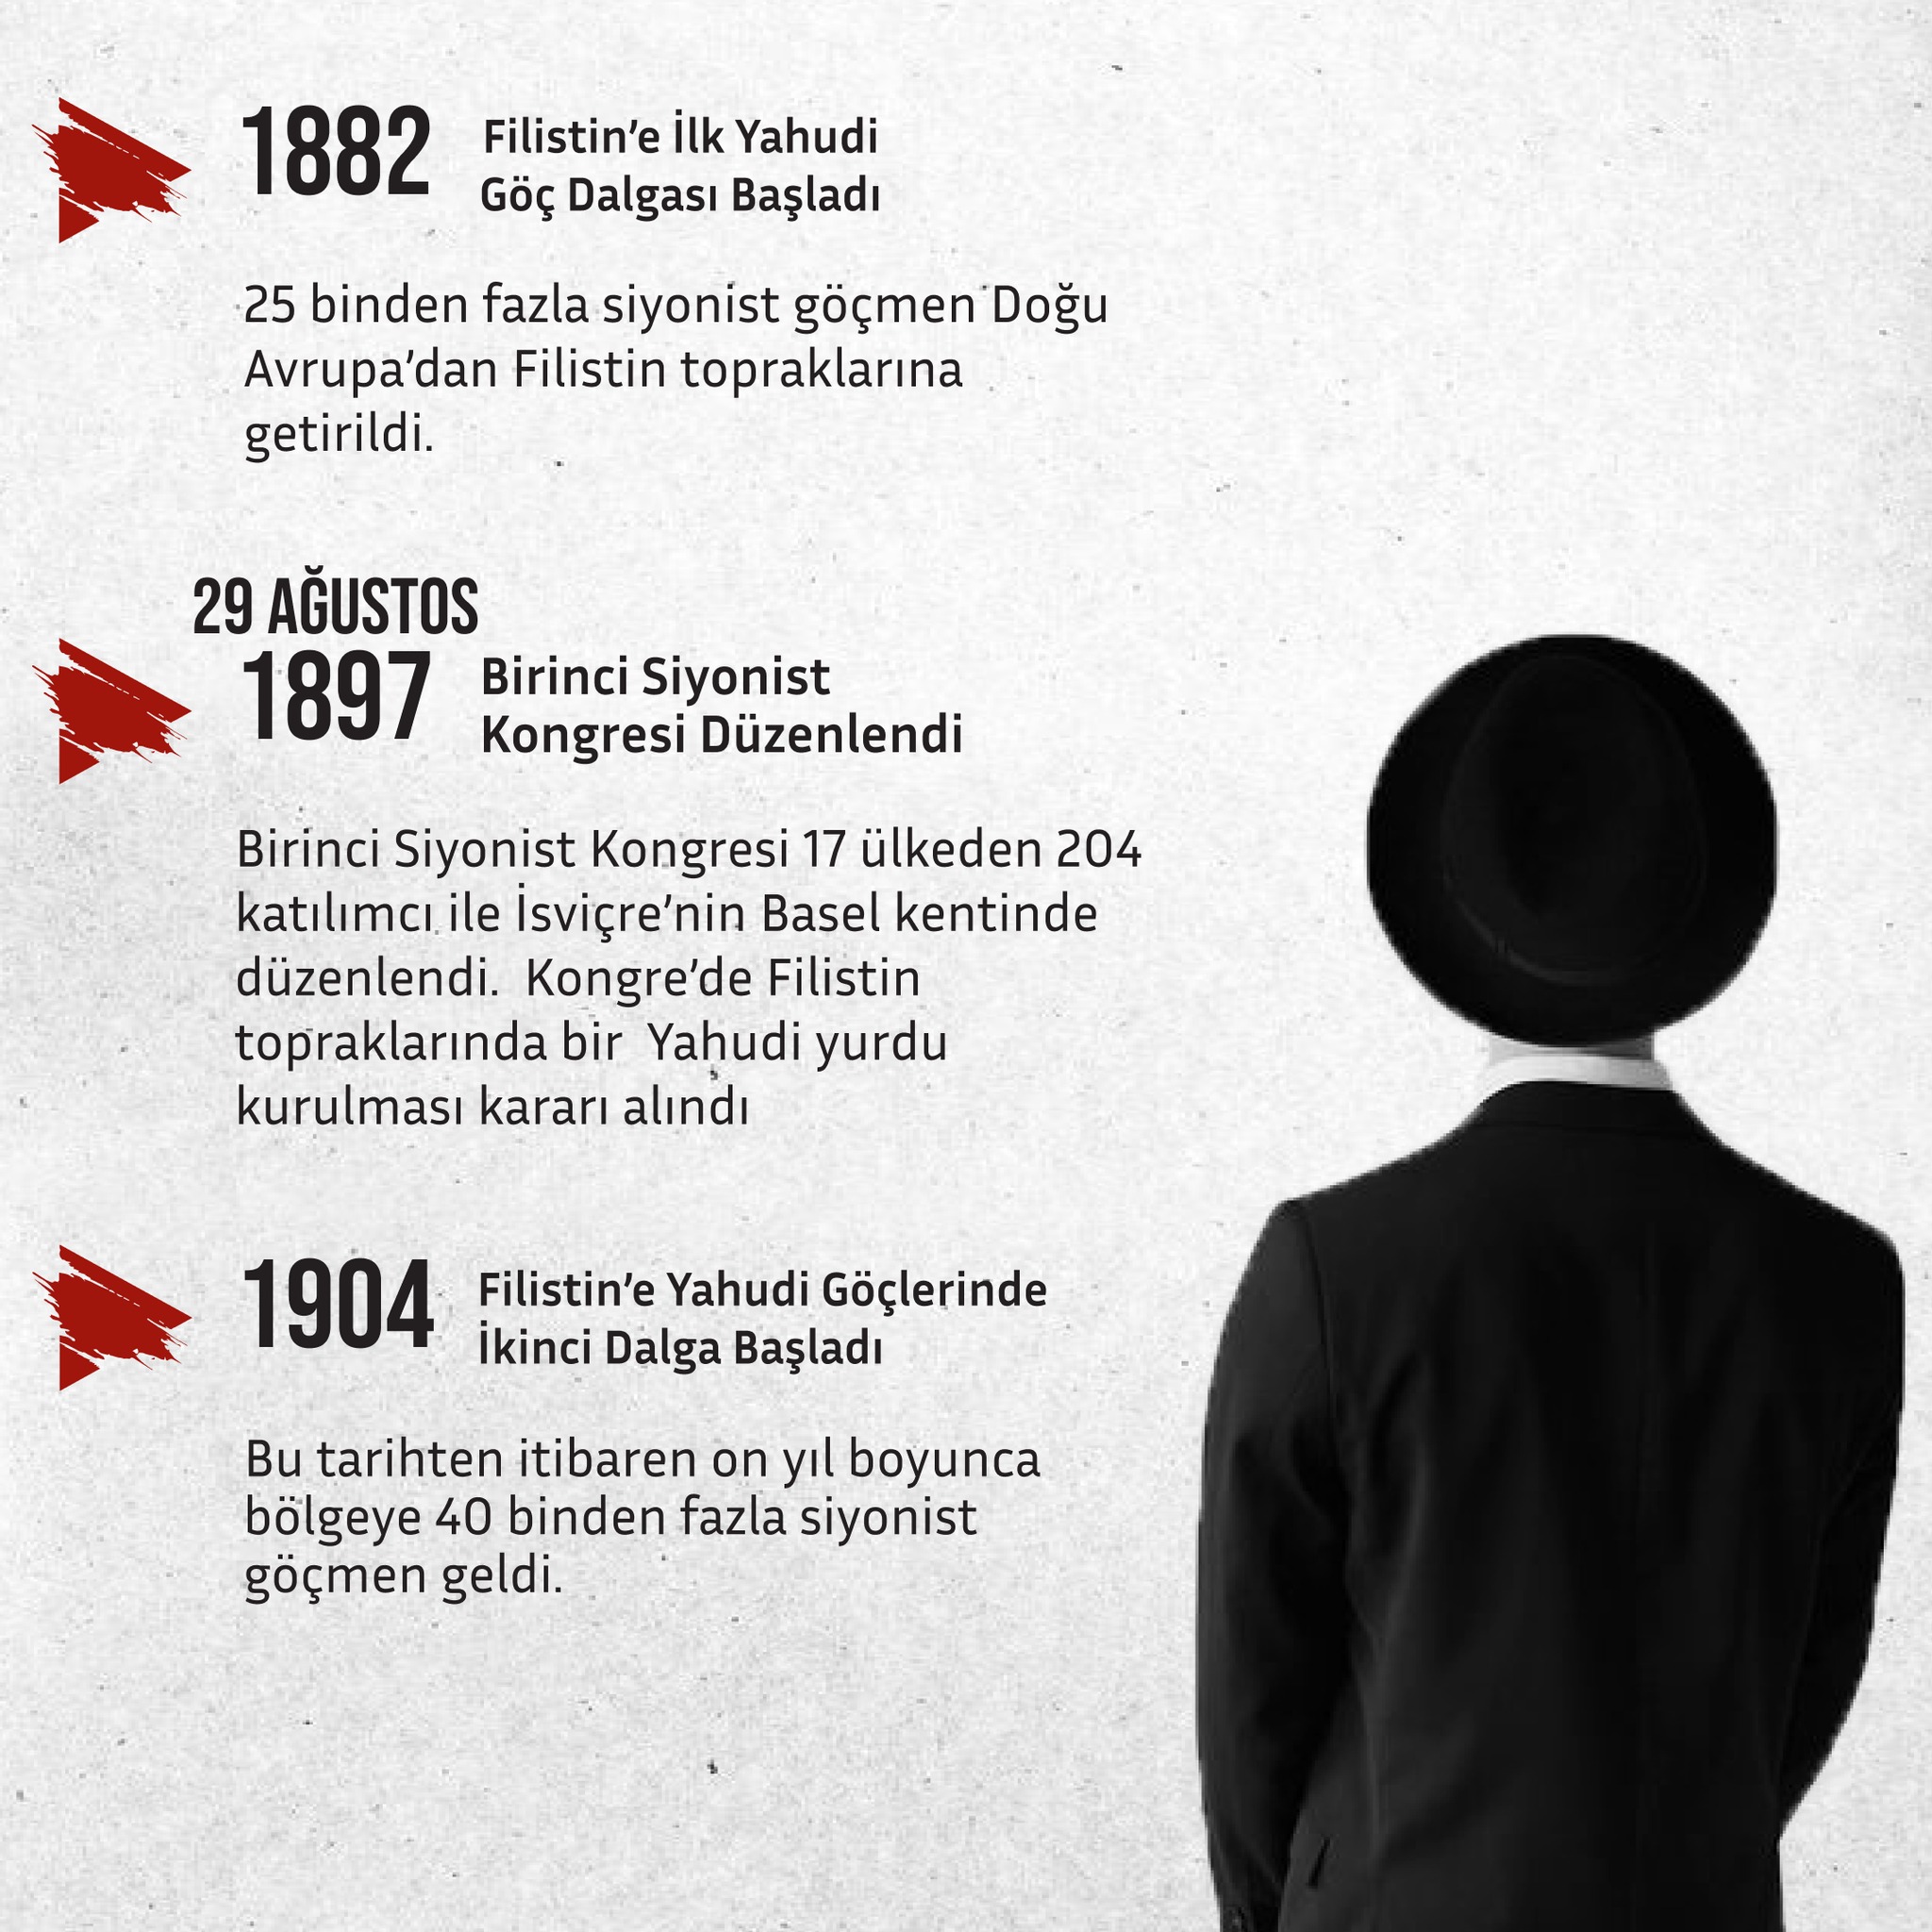 1882
Filistin’e İlk Yahudi
Göç Dalgası Başladı
25 binden fazla siyonist göçmen Doğu
Avrupa’dan Filistin topraklarına
getirildi.
29 AĞUSTOS
1897
Birinci Siyonist
Kongresi Düzenlendi
Birinci Siyonist Kongresi 17 ülkeden 204
katılımcı ile İsviçre’nin Basel kentinde
düzenlendi.  Kongre’de Filistin
topraklarında bir  Yahudi yurdu
kurulması kararı alındı
1904
Filistin’e Yahudi Göçlerinde
İkinci Dalga Başladı
Bu tarihten itibaren on yıl boyunca
bölgeye 40 binden fazla siyonist
göçmen geldi.